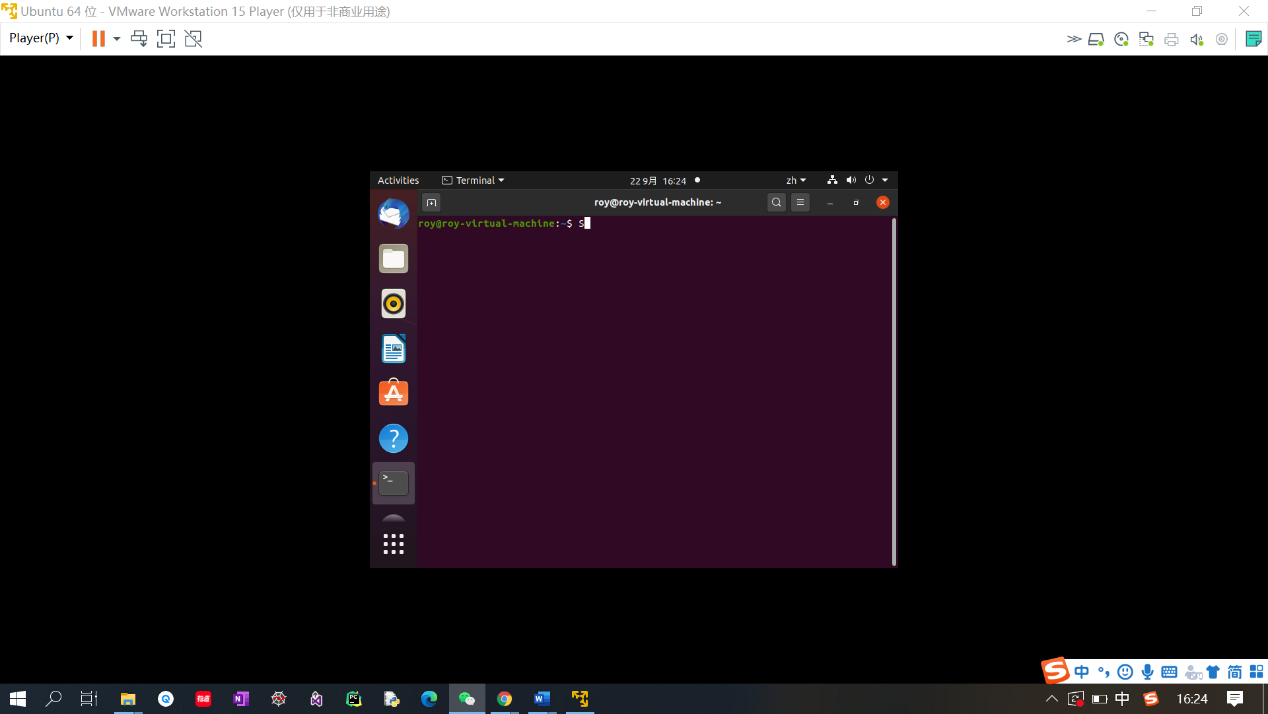 Ubuntu 64 位 - VMware Workstation 15 Player (仅用于非商业用途)
Player(P)
Activities
Terminal
22 9月 16:24
zh
roy@roy-virtual-machine: ~
roy@roy-virtual-machine:~$ S
中
简
中
16:24